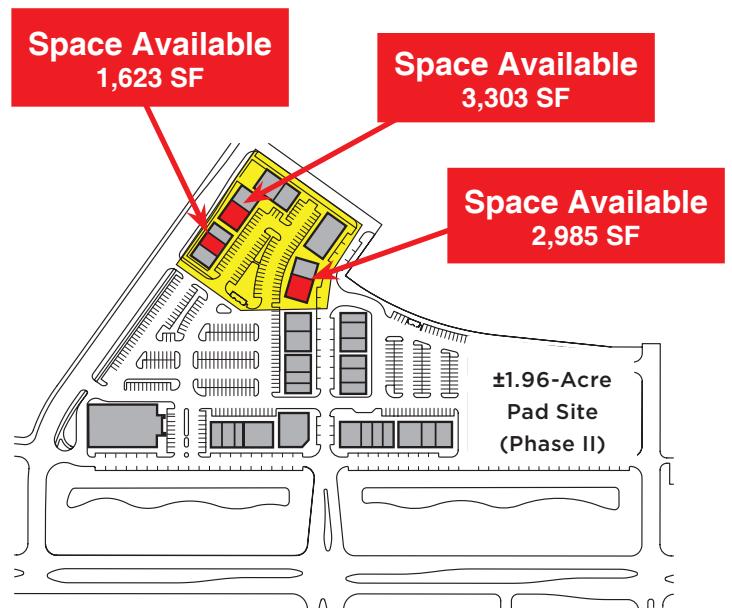 Space Available
1,623 SF
Space Available
3,303 SF
Space Available
2,985 SF
±1.96-Acre
Pad Site
(Phase II)